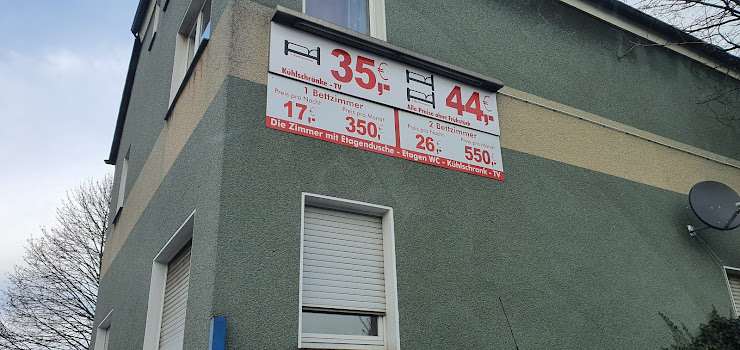 35,-€
Kühlschränke - TV
44,-€
Alle Preise ohne Frühstück
1 Bettzimmer
Preis pro Nacht Preis pro Monat
17,-€ 350,-€
2 Bettzimmer
Preis pro Nacht Preis pro Monat
26,-€ 550,-€
Die Zimmer mit Etagendusche - Etagen WC - Kühlschrank - TV